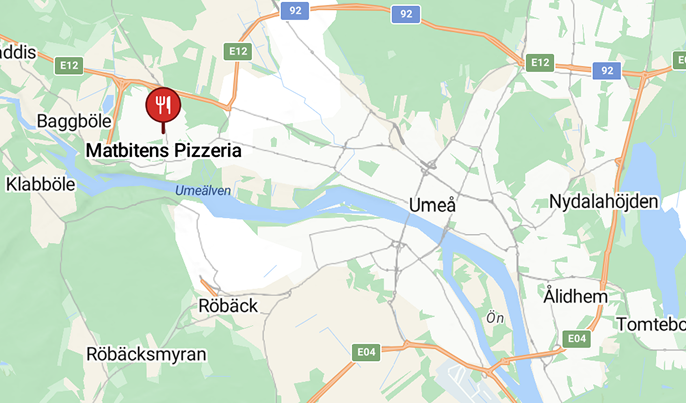 92
92
addis
E12
E12
E12
92
Baggböle
Matbitens Pizzeria
Klabböle
Umeälven
Umeå
Nydalahöjden
Röbäck
Ålidhem
Ön
Tomtebo
Röbäcksmyran
E04
E04